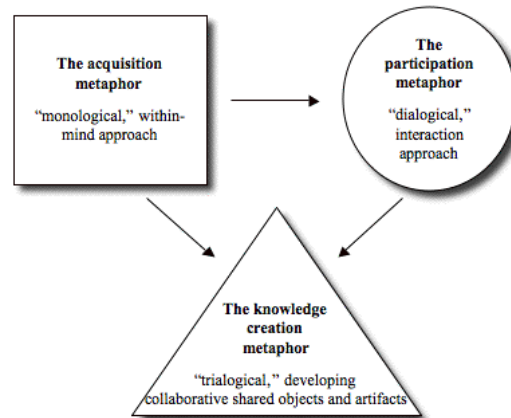 The acquisition
metaphor
“monological,” within-
mind approach
The
participation
metaphor
“dialogical,”
interaction
approach
The knowledge
creation
metaphor
“trialogical,” developing
collaborative shared objects and artifacts